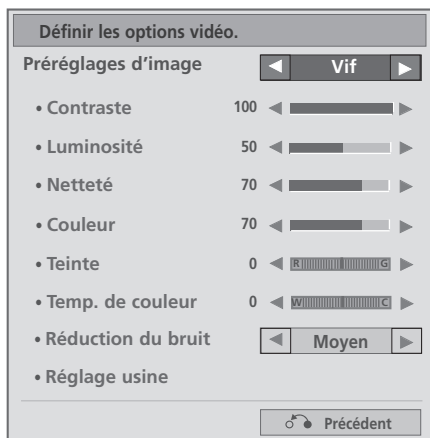 Définir les options vidéo.
Préréglages d'image ◀ Vif ▶
• Contraste 100 ◀ ▶
• Luminosité 50 ◀ ▶
• Netteté 70 ◀ ▶
• Couleur 70 ◀ ▶
• Teinte 0 ◀ R G ▶
• Temp. de couleur 0 ◀ W C ▶
• Réduction du bruit ◀ Moyen ▶
• Réglage usine
Précédent